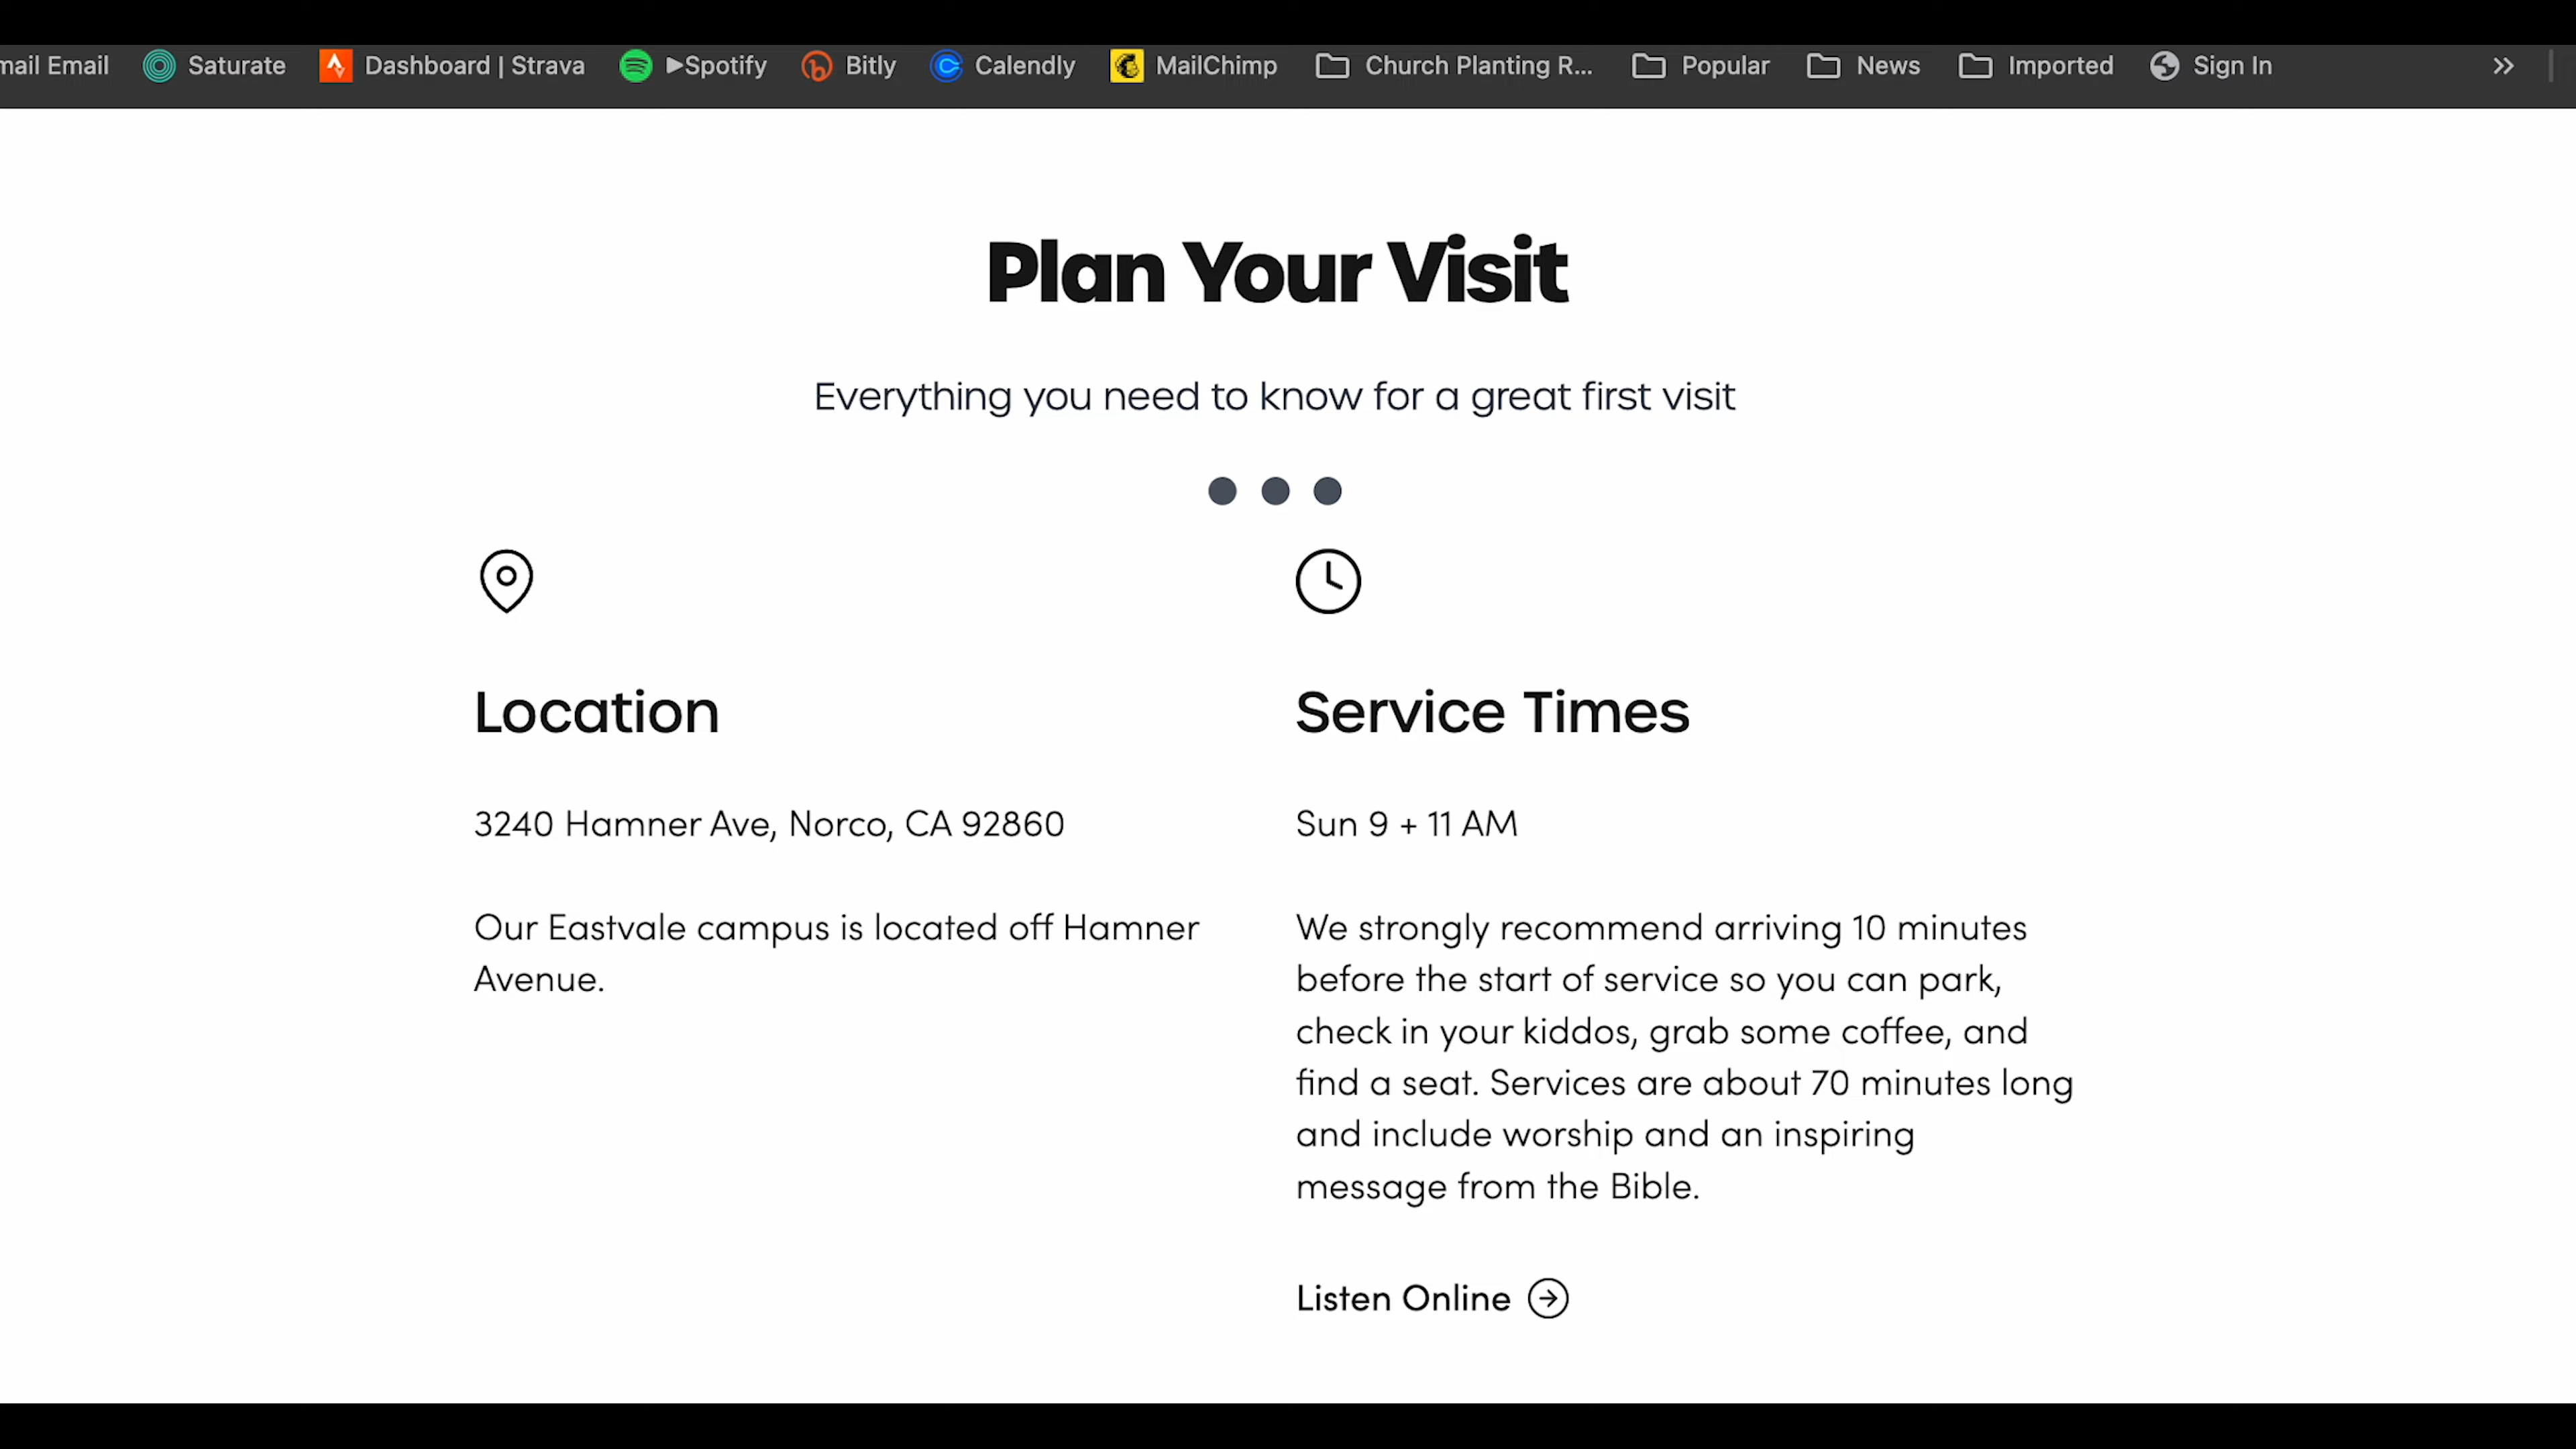 mail Email Saturate Dashboard | Strava ▶Spotify Bitly Calendly MailChimp Church Planting R... Popular News Imported Sign In
Plan Your Visit
Everything you need to know for a great first visit
Location
3240 Hamner Ave, Norco, CA 92860
Our Eastvale campus is located off Hamner
Avenue.
Service Times
Sun 9 + 11 AM
We strongly recommend arriving 10 minutes
before the start of service so you can park,
check in your kiddos, grab some coffee, and
find a seat. Services are about 70 minutes long
and include worship and an inspiring
message from the Bible.
Listen Online